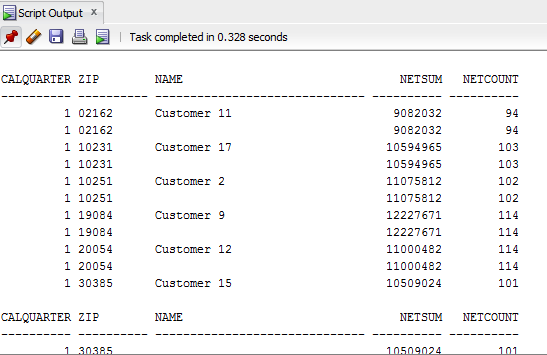 Script Output x
Task completed in 0.328 seconds
CALQUARTER ZIP NAME NETSUM NETCOUNT
---------- ---------- ------------------------------ ---------- ----------
1 02162 Customer 11 9082032 94
1 02162 9082032 94
1 10231 Customer 17 10594965 103
1 10231 10594965 103
1 10251 Customer 2 11075812 102
1 10251 11075812 102
1 19084 Customer 9 12227671 114
1 19084 12227671 114
1 20054 Customer 12 11000482 114
1 20054 11000482 114
1 30385 Customer 15 10509024 101
CALQUARTER ZIP NAME NETSUM NETCOUNT
---------- ---------- ------------------------------ ---------- ----------
1 30385 10509024 101